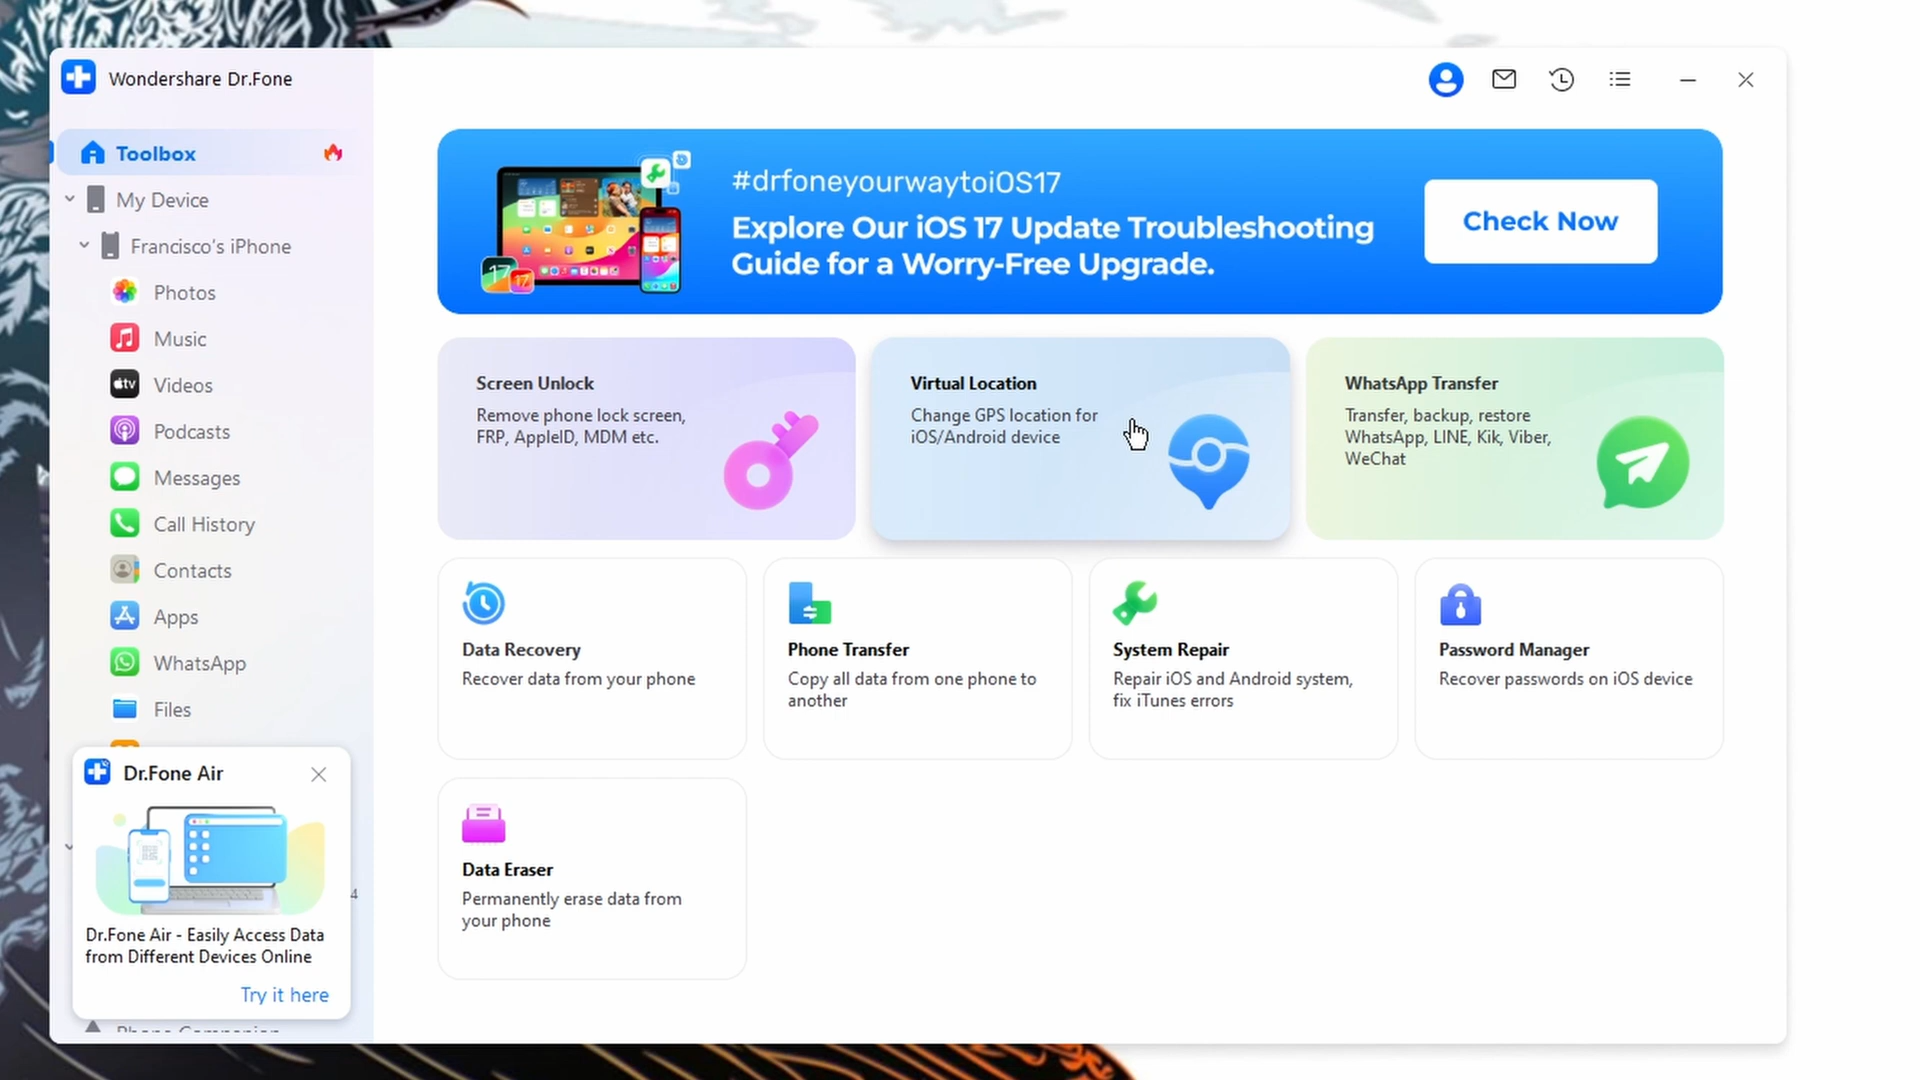 Wondershare Dr.Fone
Toolbox
My Device
Francisco's iPhone
Photos
Music
tv
Videos
Podcasts
Messages
Call History
Contacts
Apps
WhatsApp
Files
Dr.Fone Air
4
Dr.Fone Air - Easily Access Data
from Different Devices Online
Try it here
Phone Companion
#drfoneyourwaytoiOS17
Explore Our iOS 17 Update Troubleshooting
Guide for a Worry-Free Upgrade.
17
17
Check Now
Screen Unlock
Remove phone lock screen,
FRP, AppleID, MDM etc.
Virtual Location
Change GPS location for
iOS/Android device
WhatsApp Transfer
Transfer, backup, restore
WhatsApp, LINE, Kik, Viber,
WeChat
Data Recovery
Recover data from your phone
Phone Transfer
Copy all data from one phone to
another
System Repair
Repair iOS and Android system,
fix iTunes errors
Password Manager
Recover passwords on iOS device
Data Eraser
Permanently erase data from
your phone